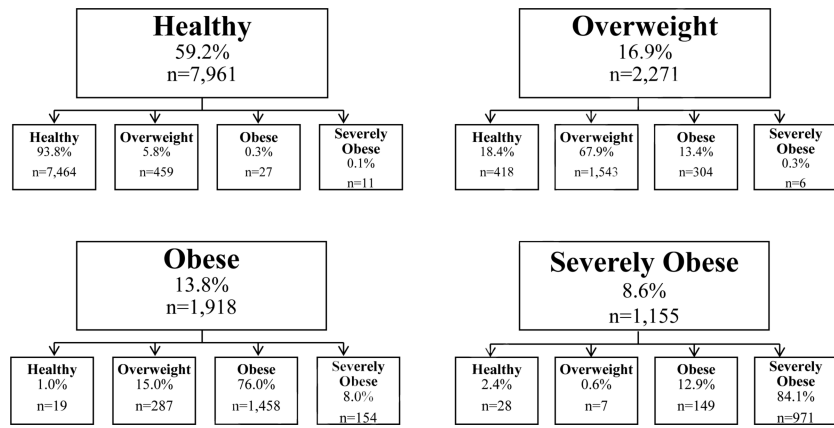 Healthy
59.2%
n=7,961
Healthy
93.8%
n=7,464
Overweight
5.8%
n=459
Obese
0.3%
n=27
Severely
Obese
0.1%
n=11
Overweight
16.9%
n=2,271
Healthy
18.4%
n=418
Overweight
67.9%
n=1,543
Obese
13.4%
n=304
Severely
Obese
0.3%
n=6
Obese
13.8%
n=1,918
Healthy
1.0%
n=19
Overweight
15.0%
n=287
Obese
76.0%
n=1,458
Severely
Obese
8.0%
n=154
Severely Obese
8.6%
n=1,155
Healthy
2.4%
n=28
Overweight
0.6%
n=7
Obese
12.9%
n=149
Severely
Obese
84.1%
n=971